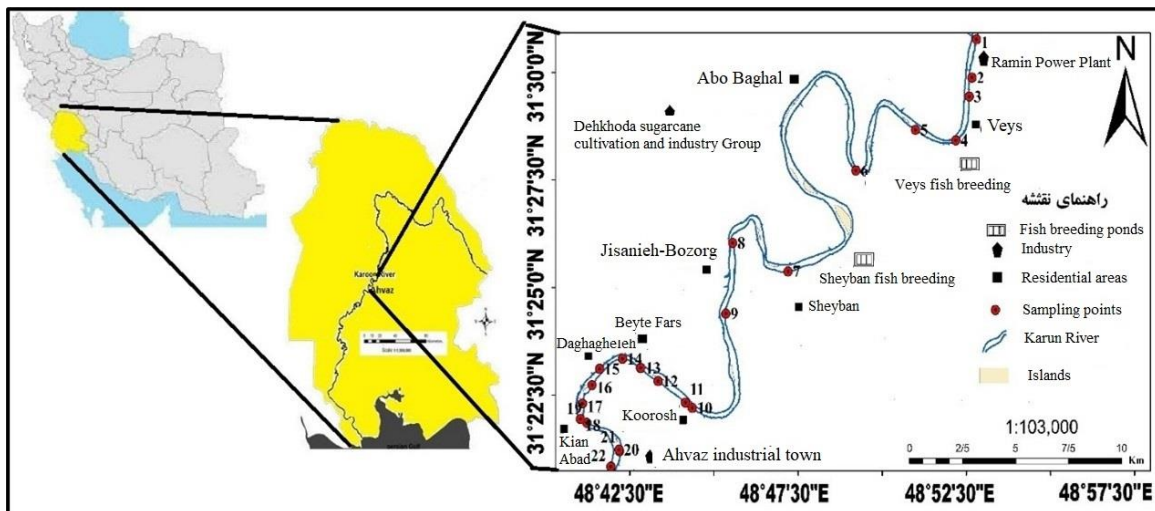 Karoon River
Ahvaz
N
31°30'0"N
31°27'30"N
31°25'0"N
31°22'30"N
31°20'0"N
1
Ramin Power Plant
2
3
Veys
4
5
6
Veys fish breeding
Abo Baghal
Dehkhoda sugarcane
cultivation and industry Group
Sheyban fish breeding
Sheyban
7
8
Jisanieh-Bozorg
9
Beyte Fars
Daghagheleh
14
15
13
12
16
11
10
19
17
18
Koorosh
Kian
Abad
21
20
22
Ahvaz industrial town
راهنمای نقشه
Fish breeding ponds
Industry
Residential areas
Sampling points
Karun River
Islands
1:103,000
0 2/5 5 7/5 10
Km
48°42'30"E
48°47'30"E
48°52'30"E
48°57'30"E